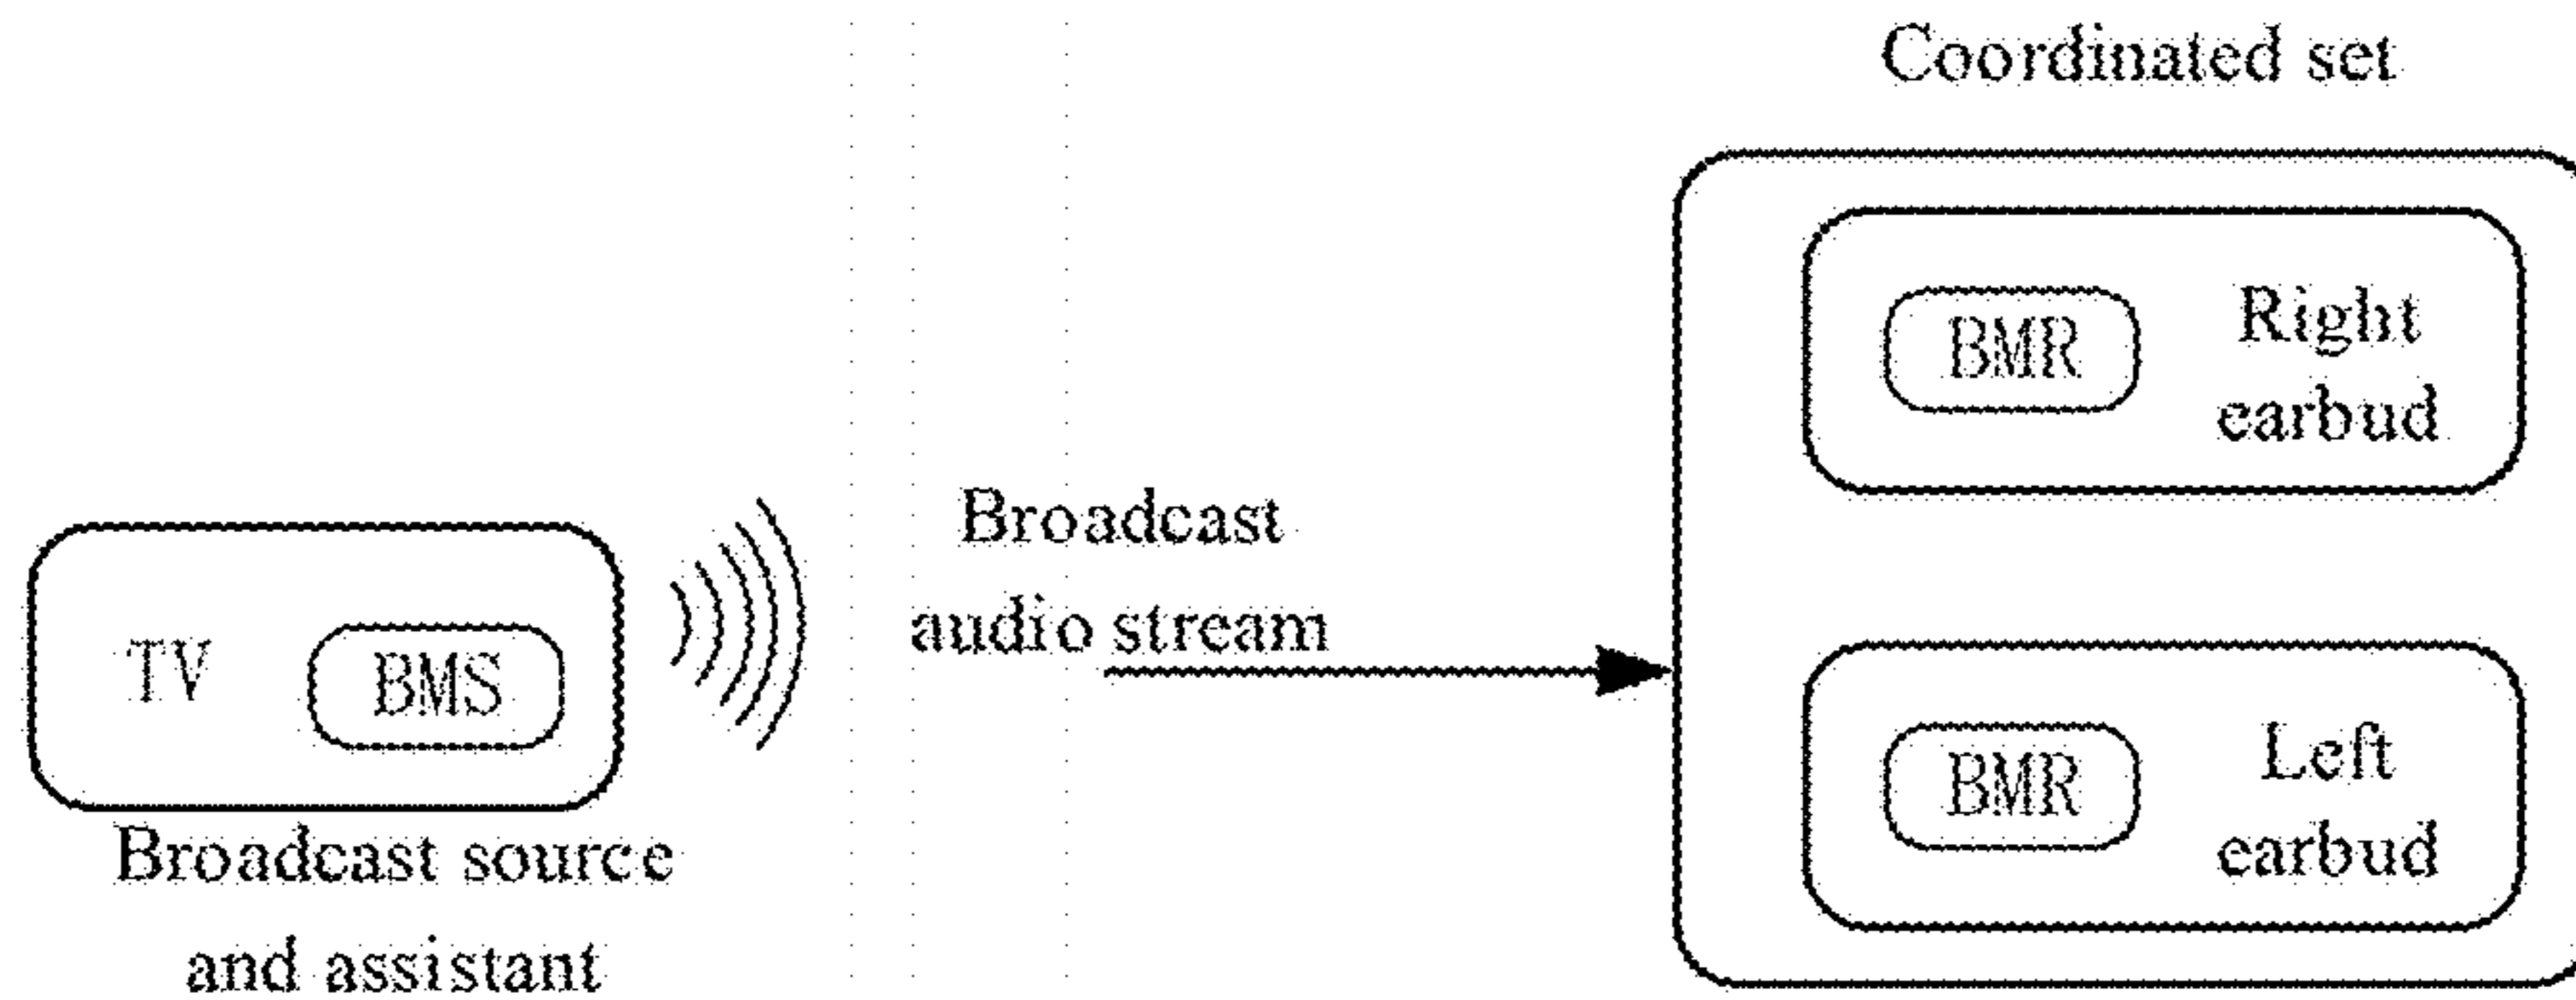 Coordinated set
BMR
Right
earbud
Broadcast
audio stream
TV
BMS
BMR
Left
earbud
Broadcast source
and assistant